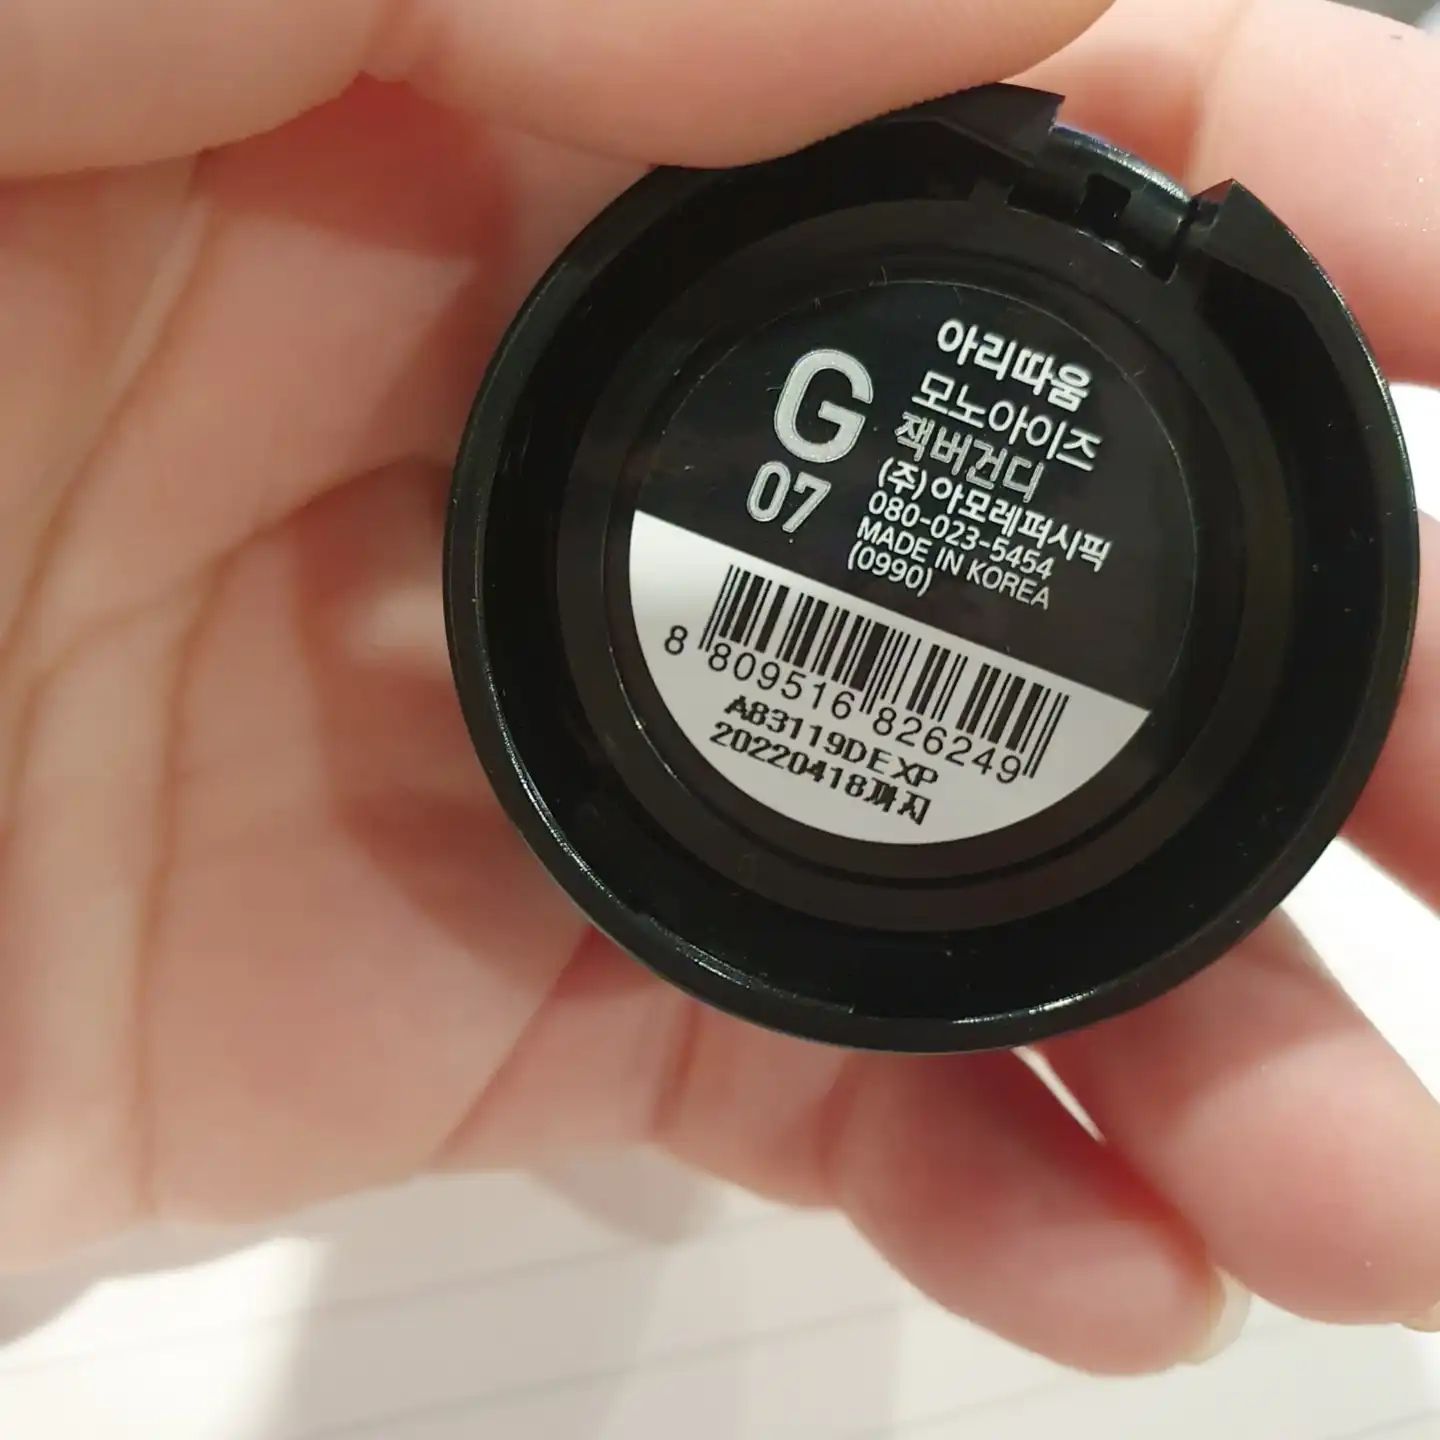 G
07
아리따움
모노아이즈
잭버건디
(주)아모레퍼시픽
080-023-5454
MADE IN KOREA
(0990)
8 809516 826249
A83119D EXP
20220418까지